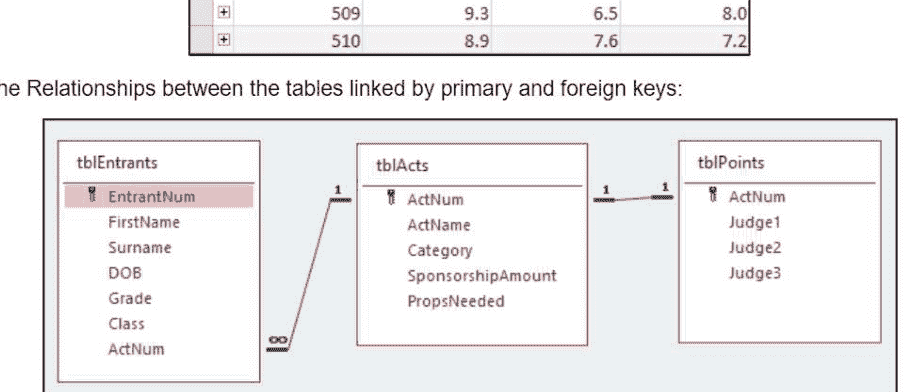 509 9.3 6.5 8.0
510 8.9 7.6 7.2
he Relationships between the tables linked by primary and foreign keys:
tblEntrants
EntrantNum
FirstName
Surname
DOB
Grade
Class
ActNum
∞
1
tblActs
ActNum
ActName
Category
SponsorshipAmount
PropsNeeded
1
1
tblPoints
ActNum
Judge1
Judge2
Judge3